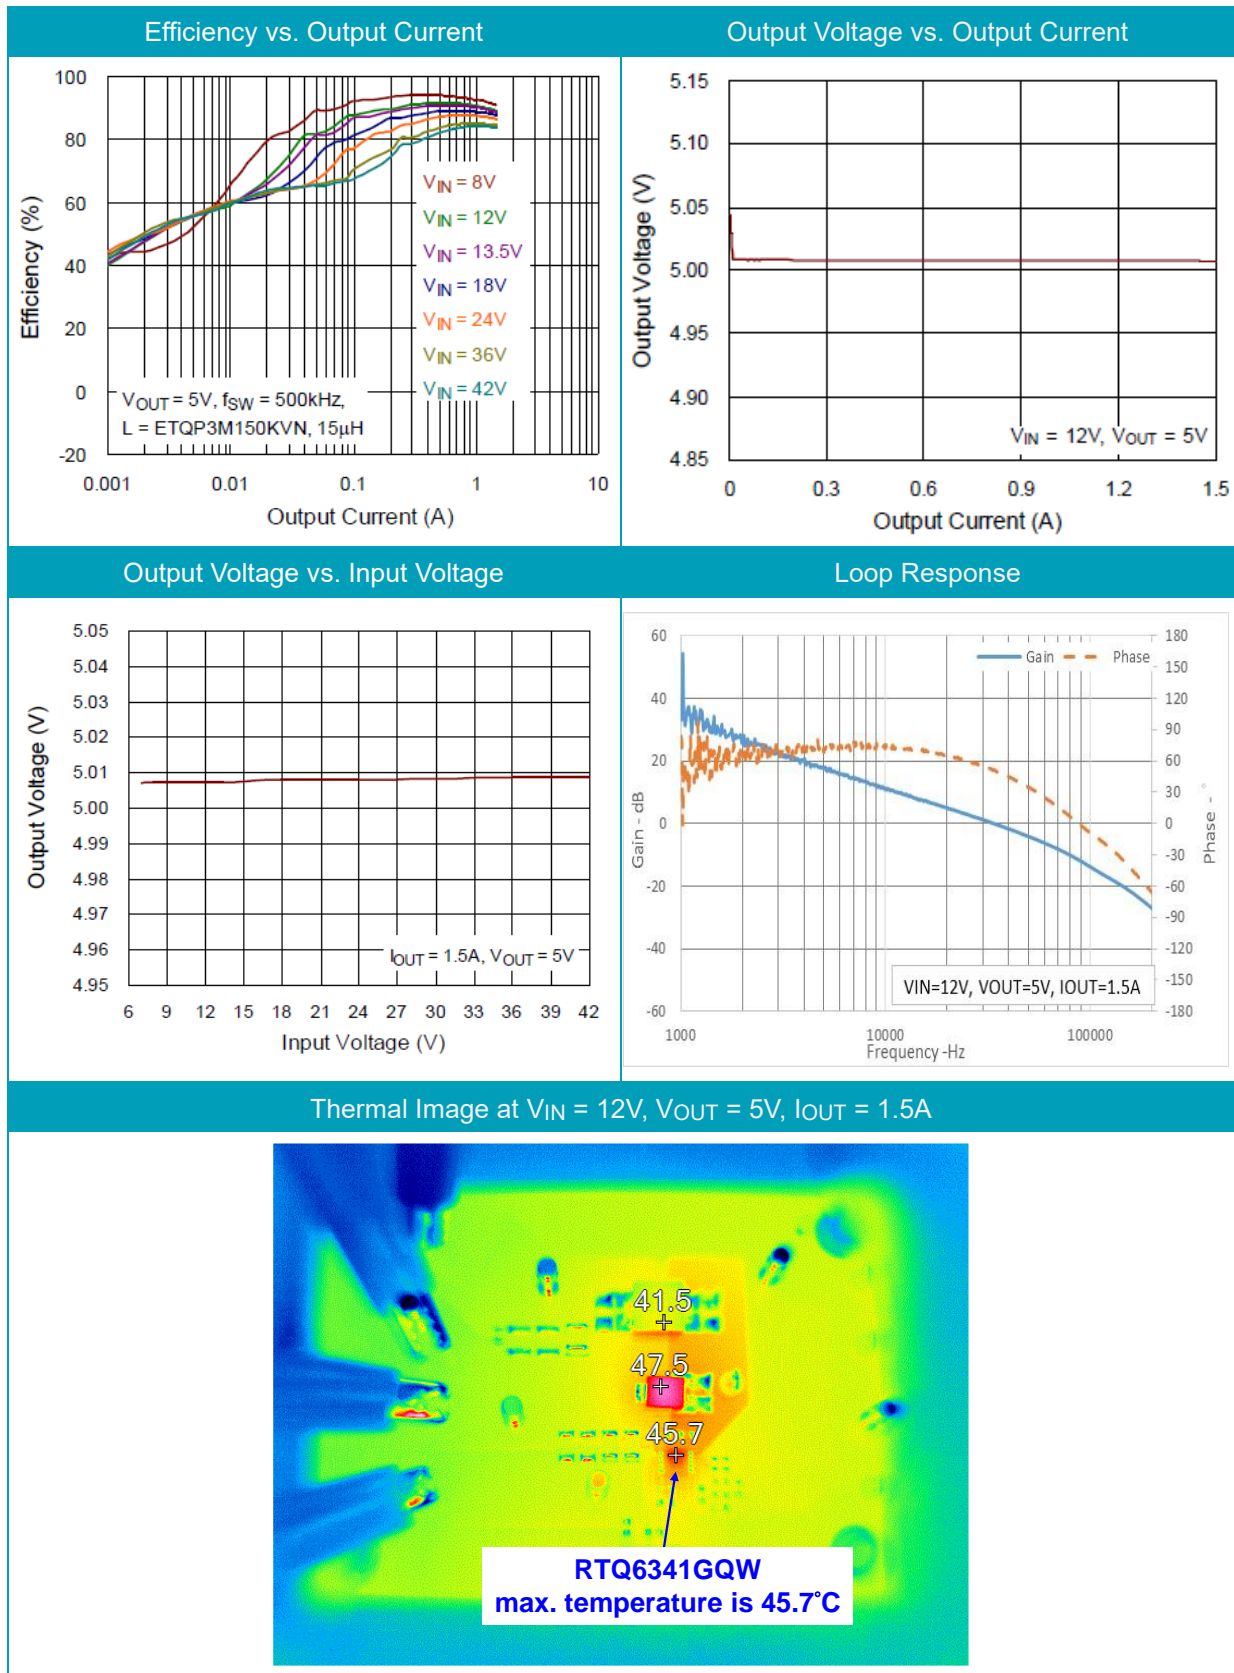 Efficiency vs. Output Current
100
80
60
40
20
0
-20
0.001
0.01
0.1
1
10
Efficiency (%)
Output Current (A)
VIN = 8V
VIN = 12V
VIN = 13.5V
VIN = 18V
VIN = 24V
VIN = 36V
VIN = 42V
VOUT = 5V, fSW = 500kHz,
L = ETQP3M150KVN, 15μH
Output Voltage vs. Output Current
5.15
5.10
5.05
5.00
4.95
4.90
4.85
0
0.3
0.6
0.9
1.2
1.5
Output Voltage (V)
Output Current (A)
VIN = 12V, VOUT = 5V
Output Voltage vs. Input Voltage
5.05
5.04
5.03
5.02
5.01
5.00
4.99
4.98
4.97
4.96
4.95
6 9 12 15 18 21 24 27 30 33 36 39 42
Output Voltage (V)
Input Voltage (V)
IOUT = 1.5A, VOUT = 5V
Loop Response
60
40
20
0
-20
-40
-60
180
150
120
90
60
30
0
-30
-60
-90
-120
-150
-180
Gain
Phase
Gain - dB
Phase - °
1000
10000
100000
Frequency -Hz
VIN=12V, VOUT=5V, IOUT=1.5A
Thermal Image at VIN = 12V, VOUT = 5V, IOUT = 1.5A
41.5
47.5
45.7
RTQ6341GQW
max. temperature is 45.7°C